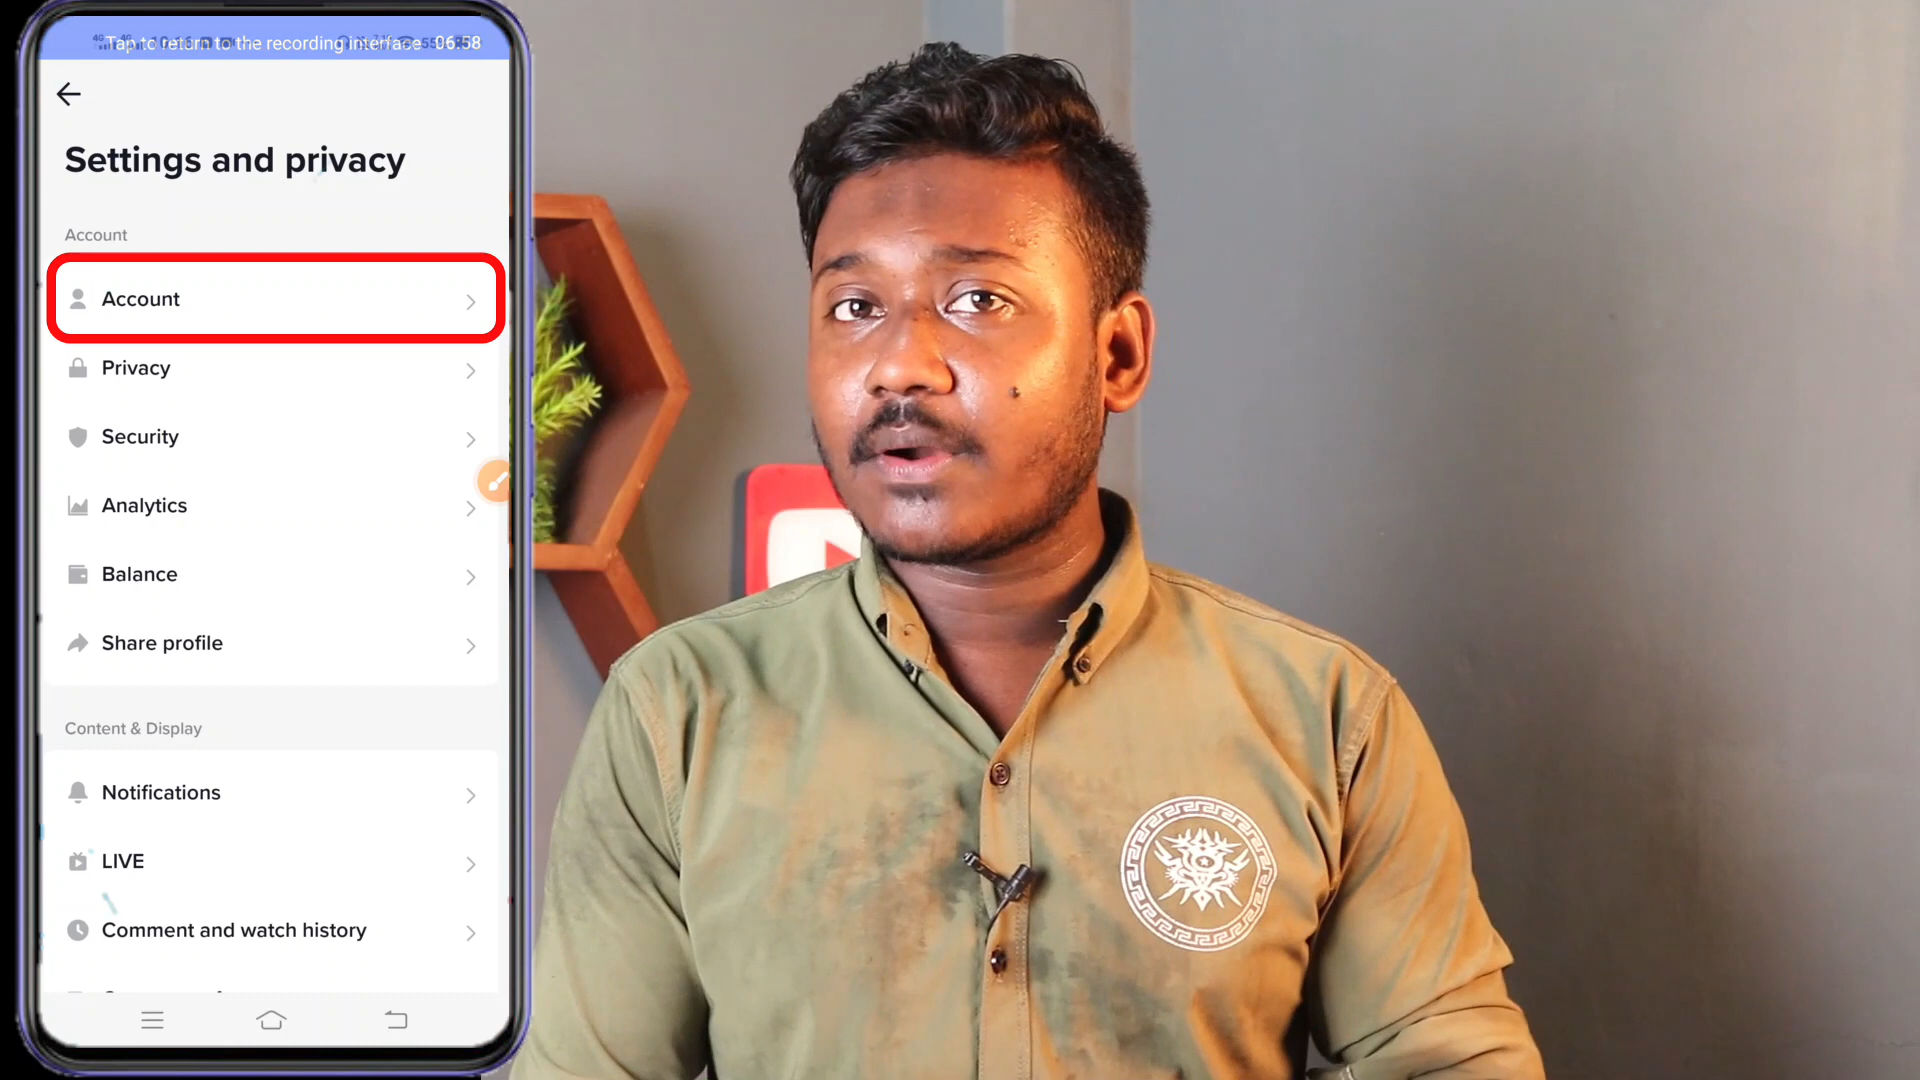 Tap to return to the recording interface 06:58
Settings and privacy
Account
Account
Privacy
Security
Analytics
Balance
Share profile
Content & Display
Notifications
LIVE
Comment and watch history